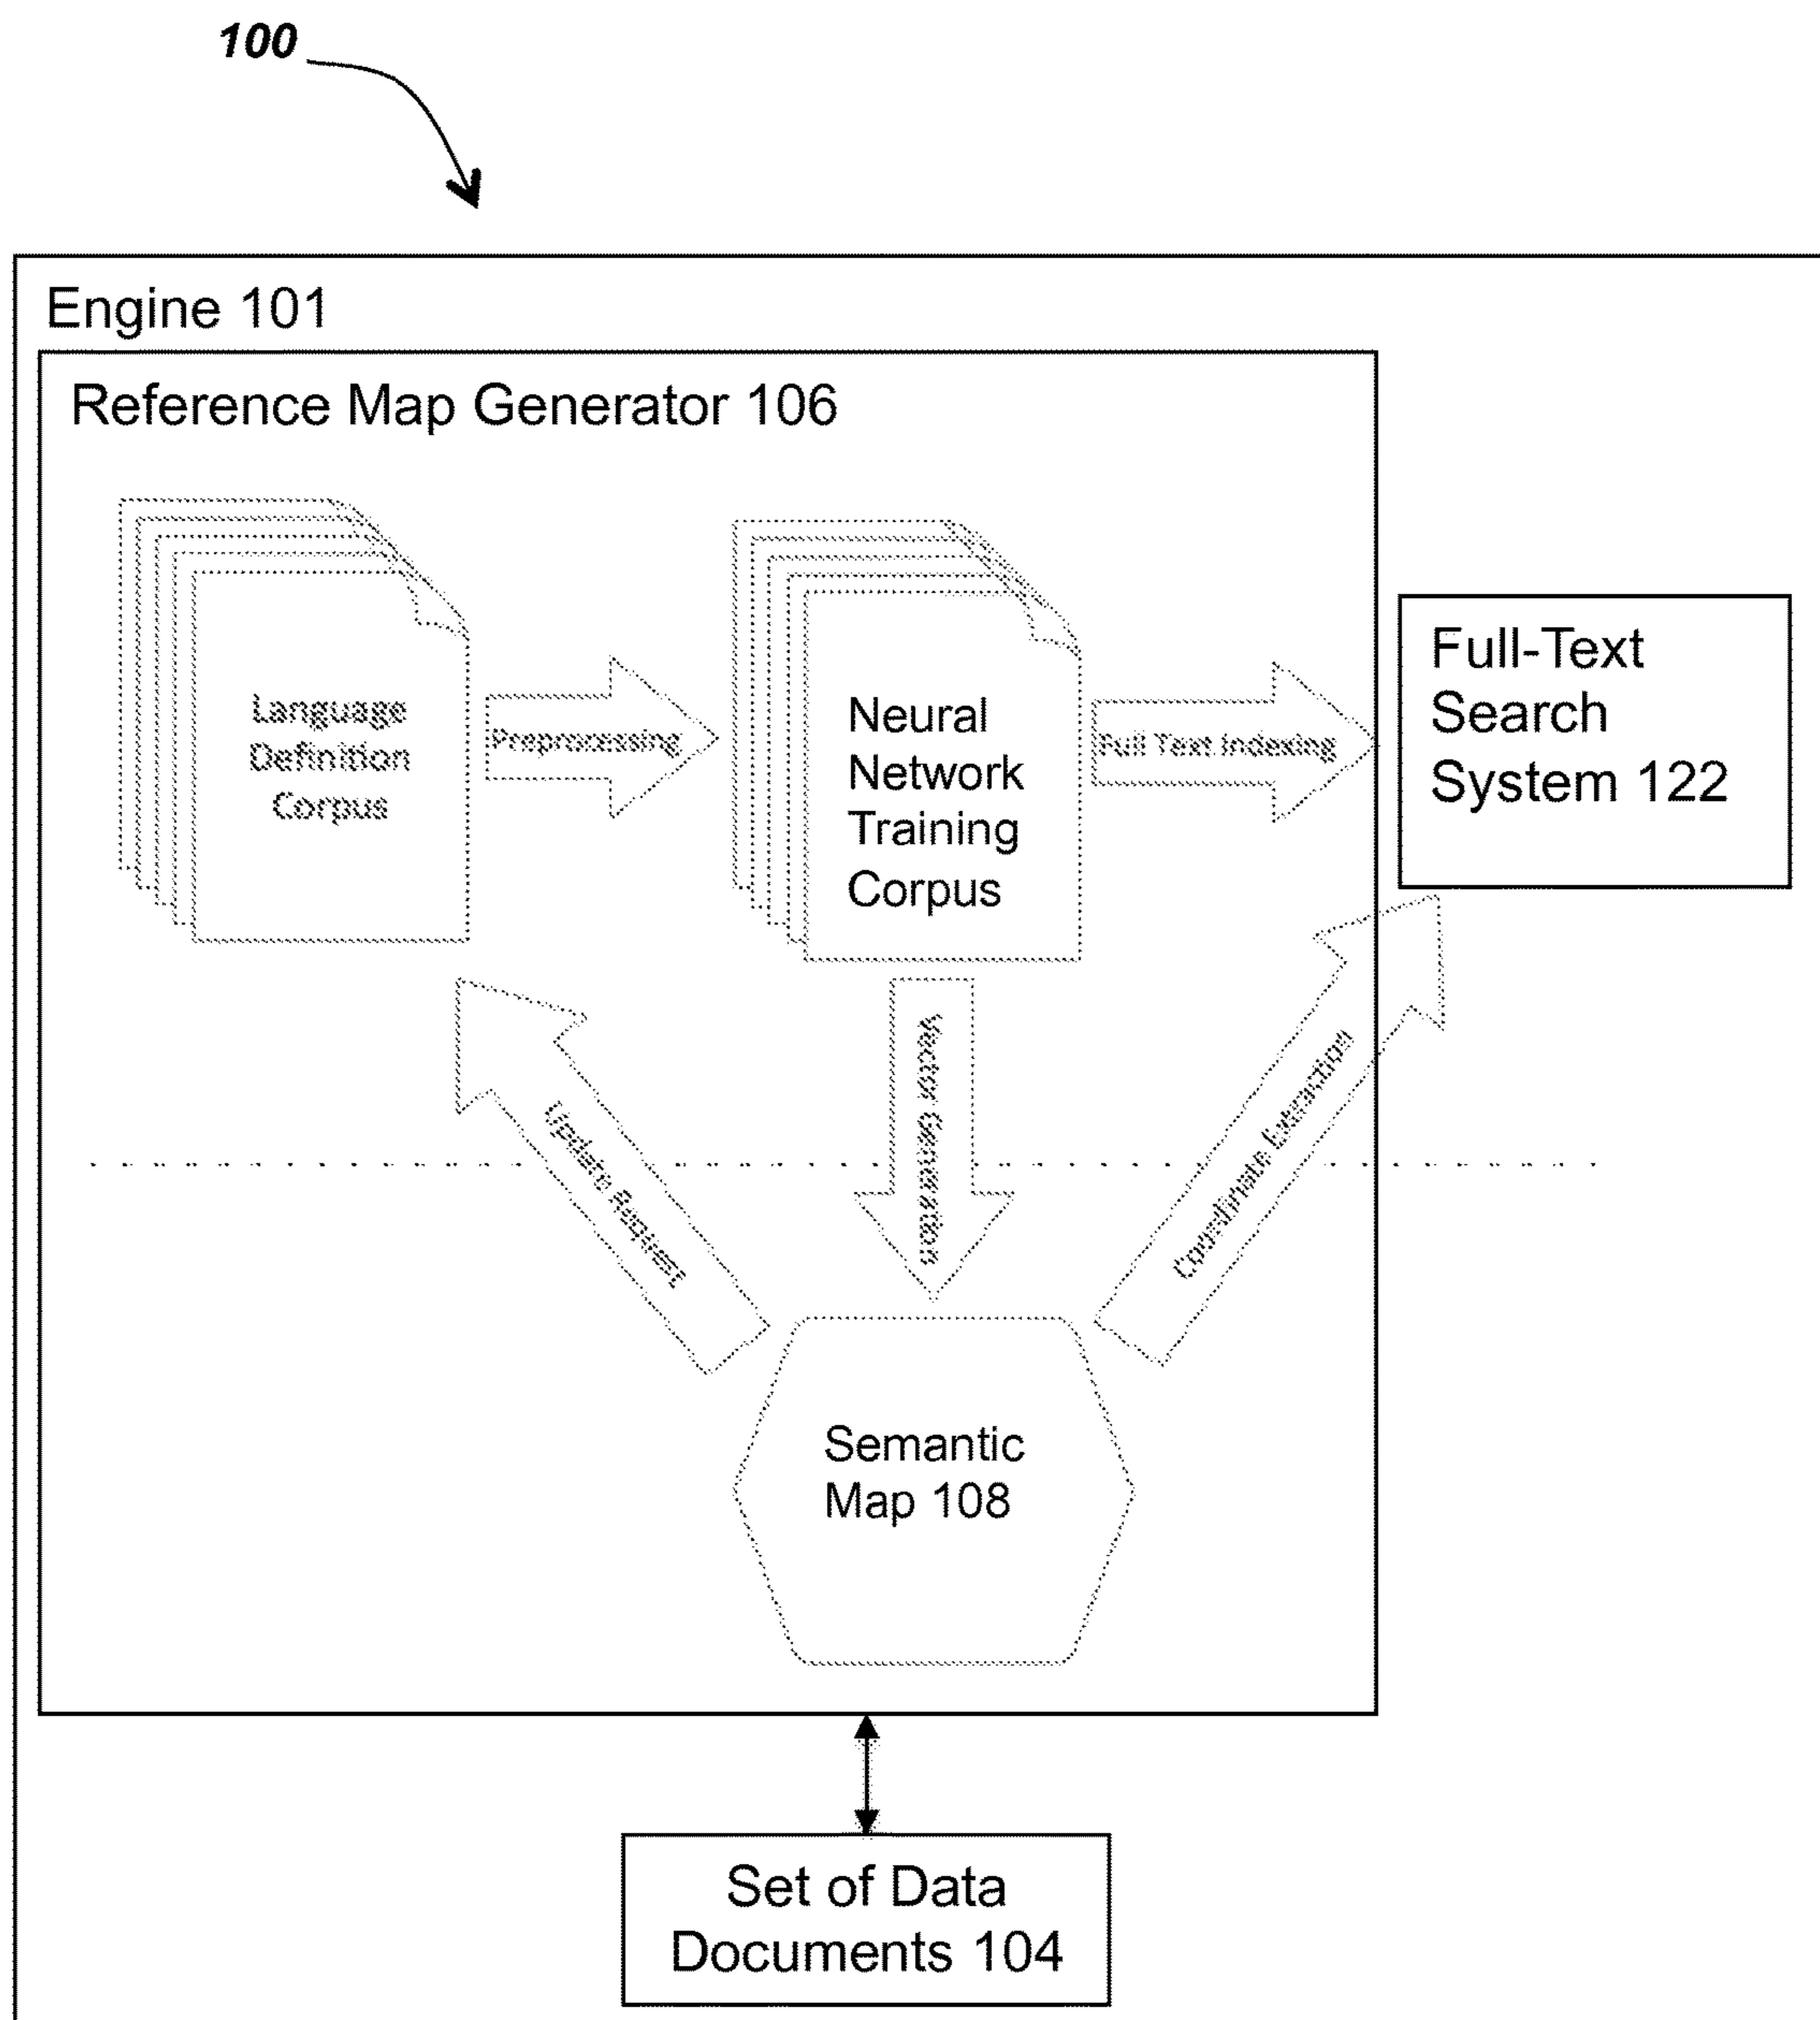 100
Engine 101
Reference Map Generator 106
Language
Definition
Corpus
Preprocessing
Neural
Network
Training
Corpus
Full Text Indexing
Full-Text
Search
System 122
Update Request
Vector Generation
Coordinate Extraction
Semantic
Map 108
Set of Data
Documents 104